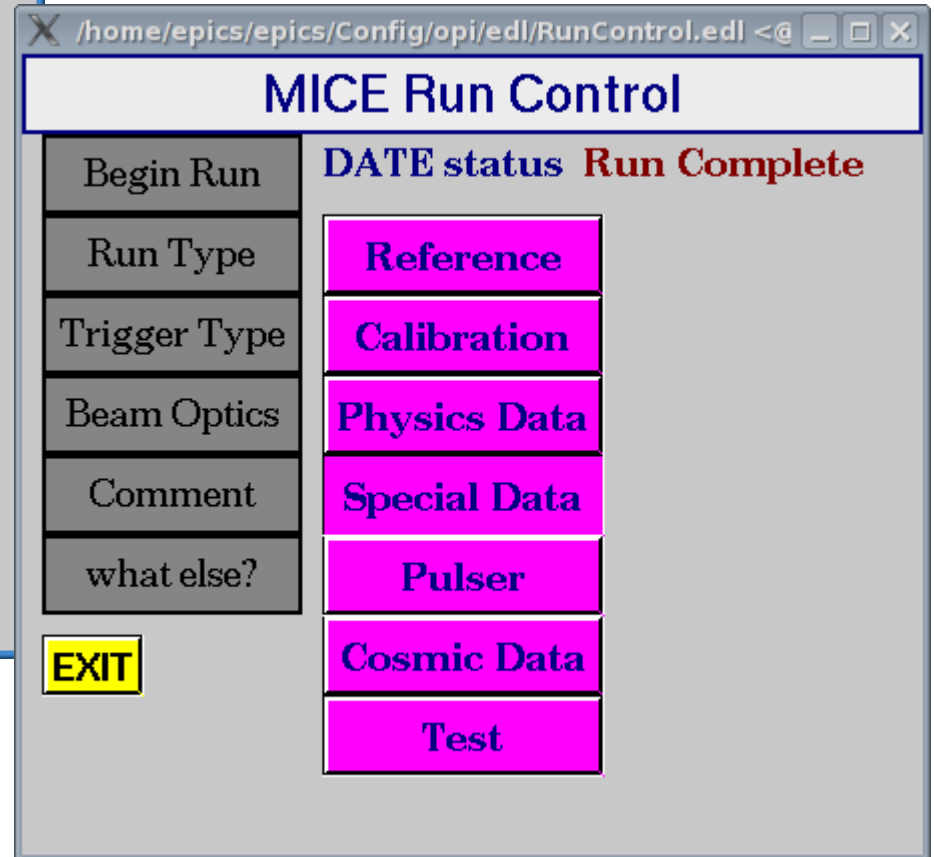 /home/epics/epics/Config/opi/edl/RunControl.edl <@
MICE Run Control
DATE status Run Complete
Begin Run
Run Type
Trigger Type
Beam Optics
Comment
what else?
EXIT
Reference
Calibration
Physics Data
Special Data
Pulser
Cosmic Data
Test